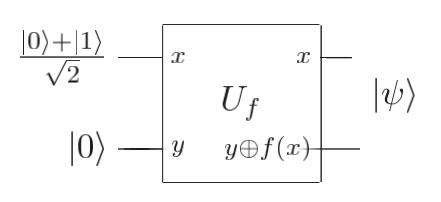 |0⟩+|1⟩
√2
x
x
U_f
|ψ⟩
|0⟩
y
y⊕f(x)